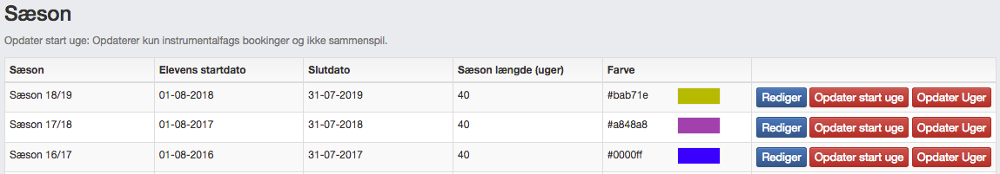 Sæson
Opdater start uge: Opdaterer kun instrumentalfags bookinger og ikke sammenspil.
Sæson Elevens startdato Slutdato Sæson længde (uger) Farve
Sæson 18/19 01-08-2018 31-07-2019 40 #bab71e Rediger Opdater start uge Opdater Uger
Sæson 17/18 01-08-2017 31-07-2018 40 #a848a8 Rediger Opdater start uge Opdater Uger
Sæson 16/17 01-08-2016 31-07-2017 40 #0000ff Rediger Opdater start uge Opdater Uger